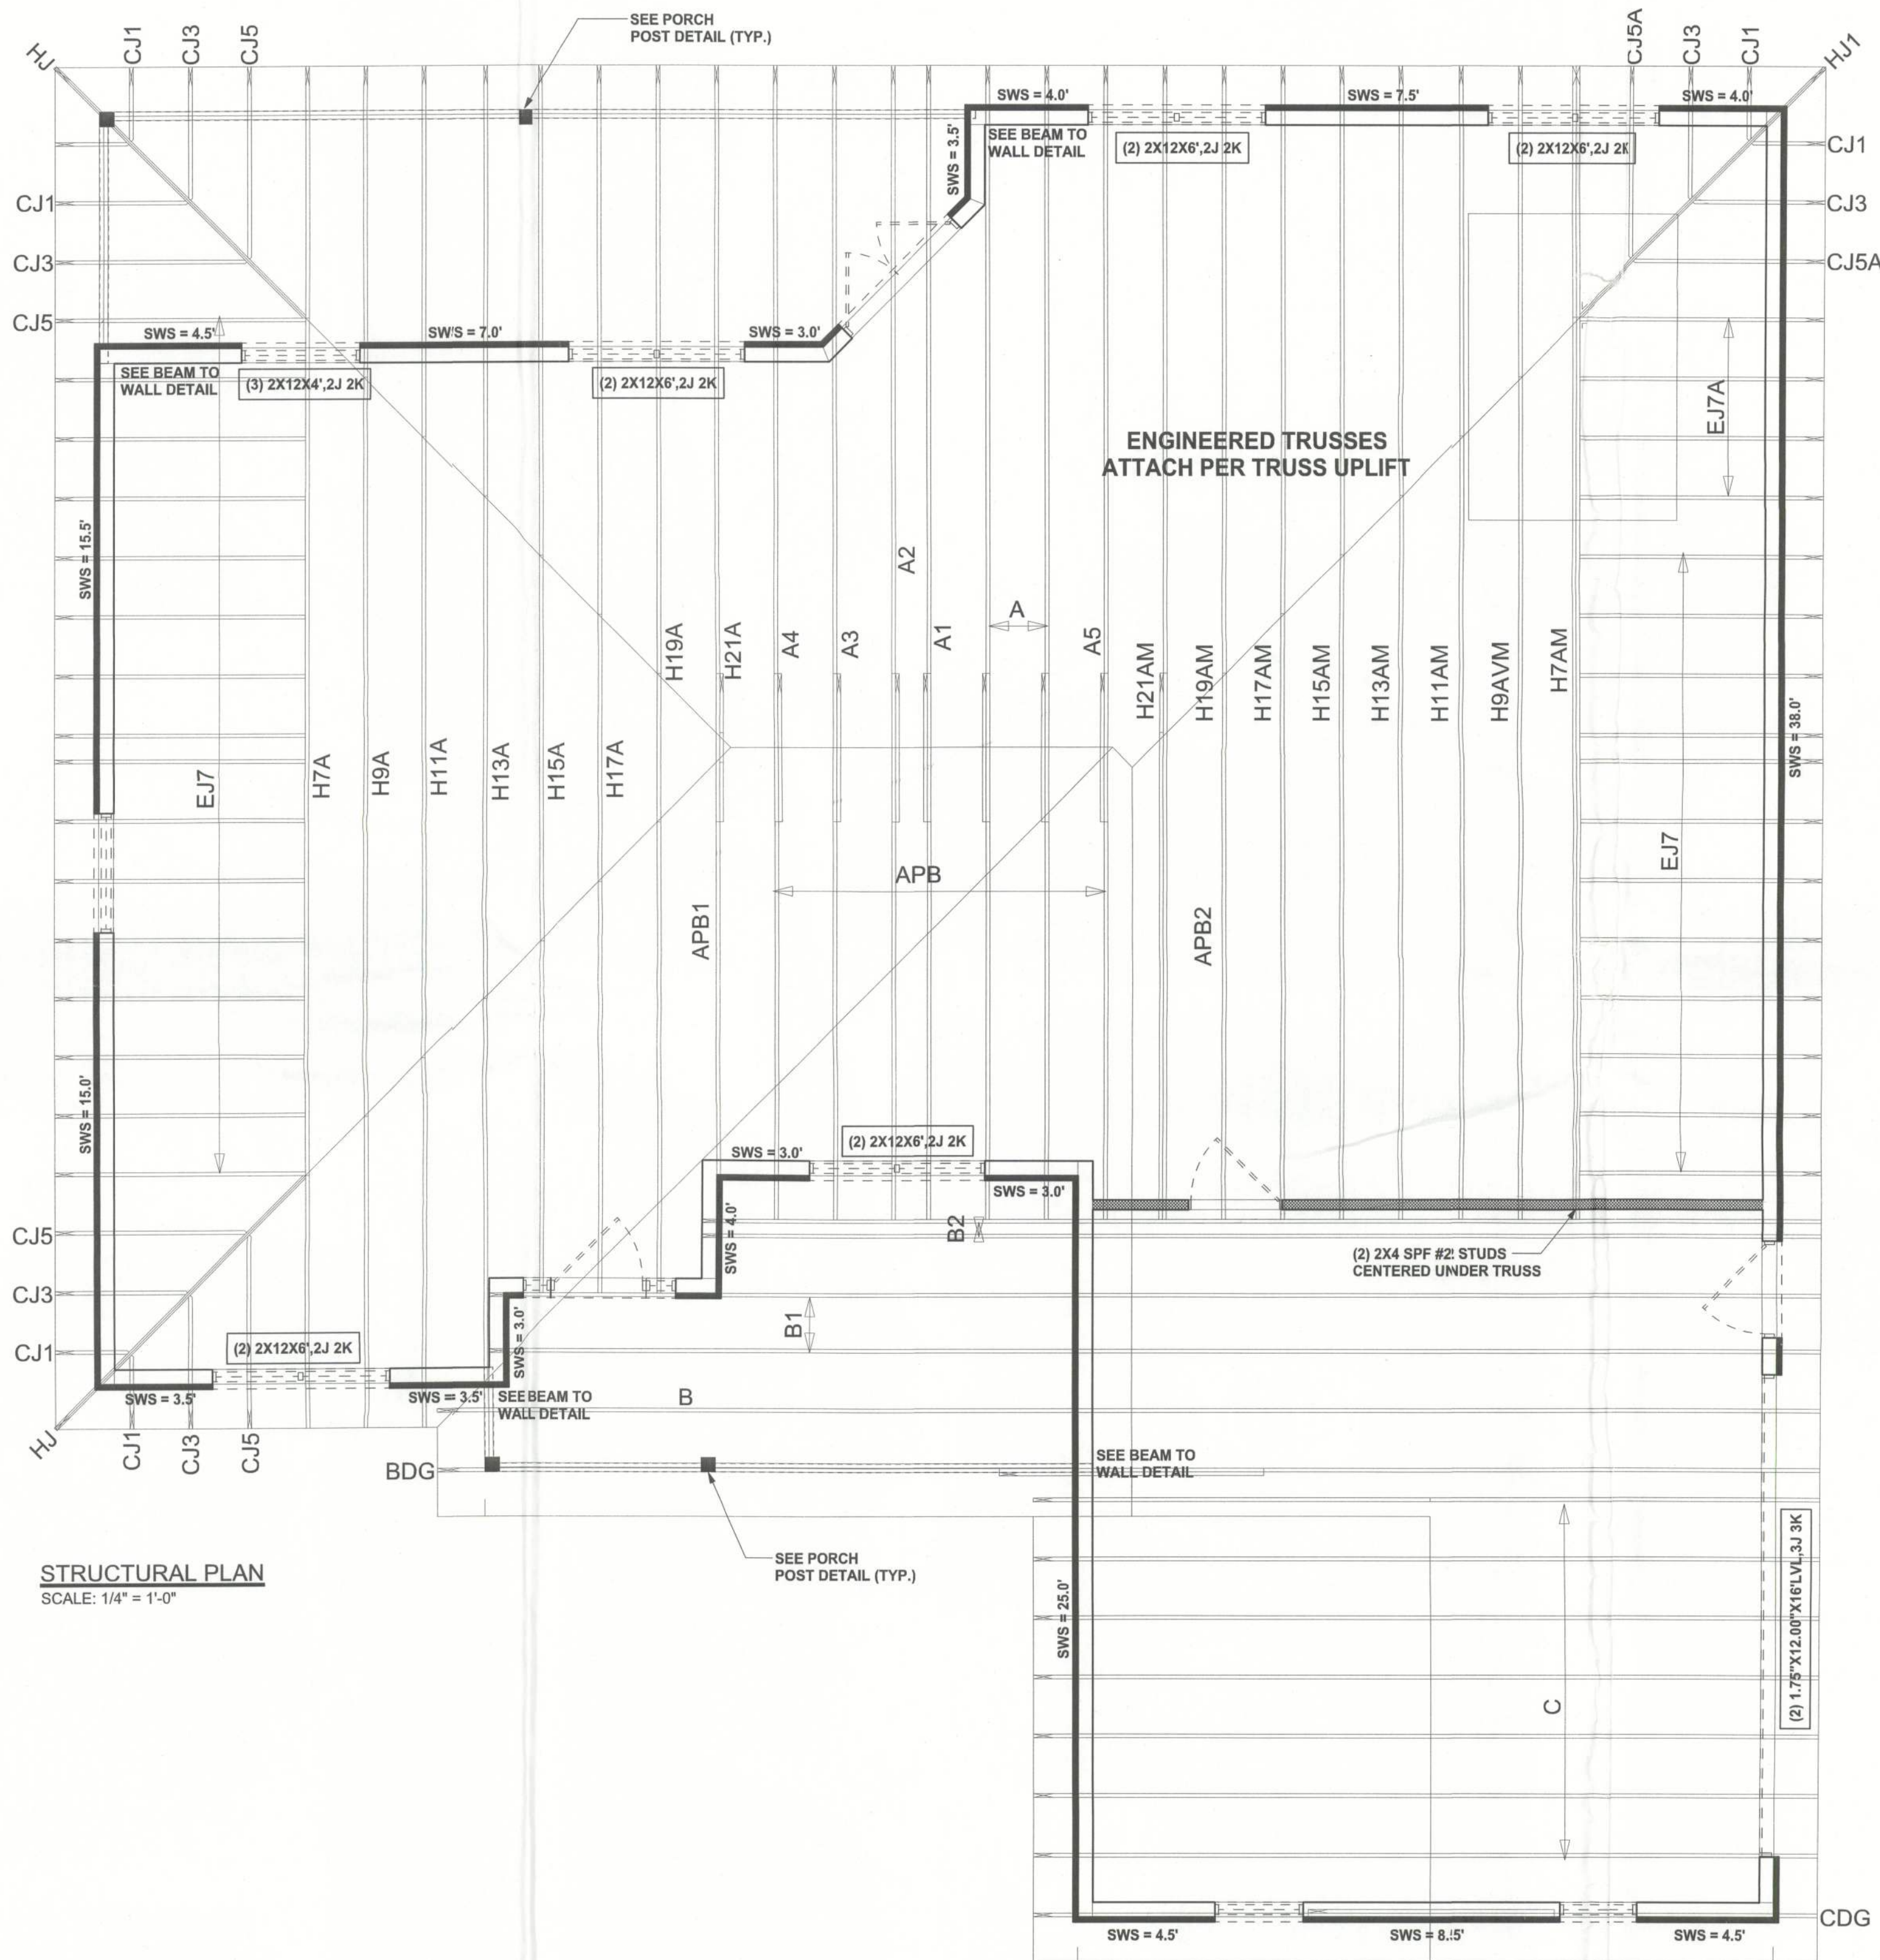 SEE PORCH
POST DETAIL (TYP.)
HJ
CJ1
CJ3
CJ5
CJ5A
CJ3
CJ1
HJ1
SWS = 4.0'
SWS = 7.5'
SWS = 4.0'
SEE BEAM TO
WALL DETAIL
(2) 2X12X6',2J 2K
(2) 2X12X6',2J 2K
SWS = 3.5'
CJ1
CJ3
CJ5A
CJ1
CJ3
CJ5
SWS = 4.5'
SWS = 7.0'
SWS = 3.0'
SEE BEAM TO
WALL DETAIL
(3) 2X12X4',2J 2K
(2) 2X12X6',2J 2K
EJ7A
ENGINEERED TRUSSES
ATTACH PER TRUSS UPLIFT
SWS = 15.5'
A2
A
H19A
H21A
A4
A3
A1
A5
H21AM
H19AM
H17AM
H15AM
H13AM
H11AM
H9AVM
H7AM
SWS = 38.0'
EJ7
H7A
H9A
H11A
H13A
H15A
H17A
EJ7
APB
APB1
APB2
SWS = 15.0'
SWS = 3.0'
(2) 2X12X6',2J 2K
SWS = 3.0'
SWS = 4.0'
B2
(2) 2X4 SPF #2 STUDS
CENTERED UNDER TRUSS
CJ5
CJ3
CJ1
B1
SWS = 3.0'
(2) 2X12X6',2J 2K
SWS = 3.5'
SWS = 3.5'
SEE BEAM TO
WALL DETAIL
B
HJ
CJ1
CJ3
CJ5
BDG
SEE BEAM TO
WALL DETAIL
SEE PORCH
POST DETAIL (TYP.)
STRUCTURAL PLAN
SCALE: 1/4" = 1'-0"
SWS = 25.0'
C
(2) 1.75"X12.00"X16'LVL,3J 3K
CDG
SWS = 4.5'
SWS = 8.5'
SWS = 4.5'